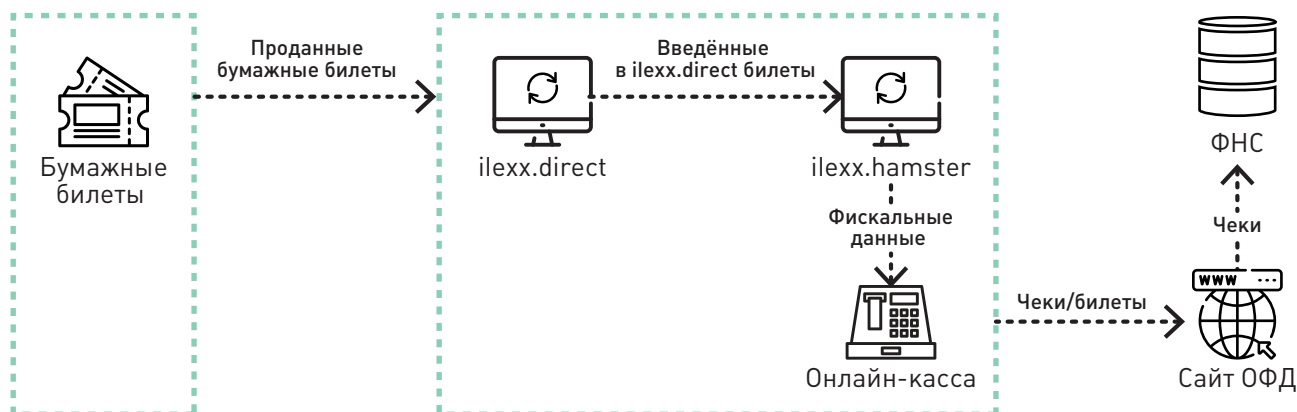 Бумажные
билеты
Проданные
бумажные билеты
ilexx.direct
Введённые
в ilexx.direct билеты
ilexx.hamster
Фискальные
данные
Онлайн-касса
Чеки/билеты
ФНС
Чеки
www
Сайт ОФД